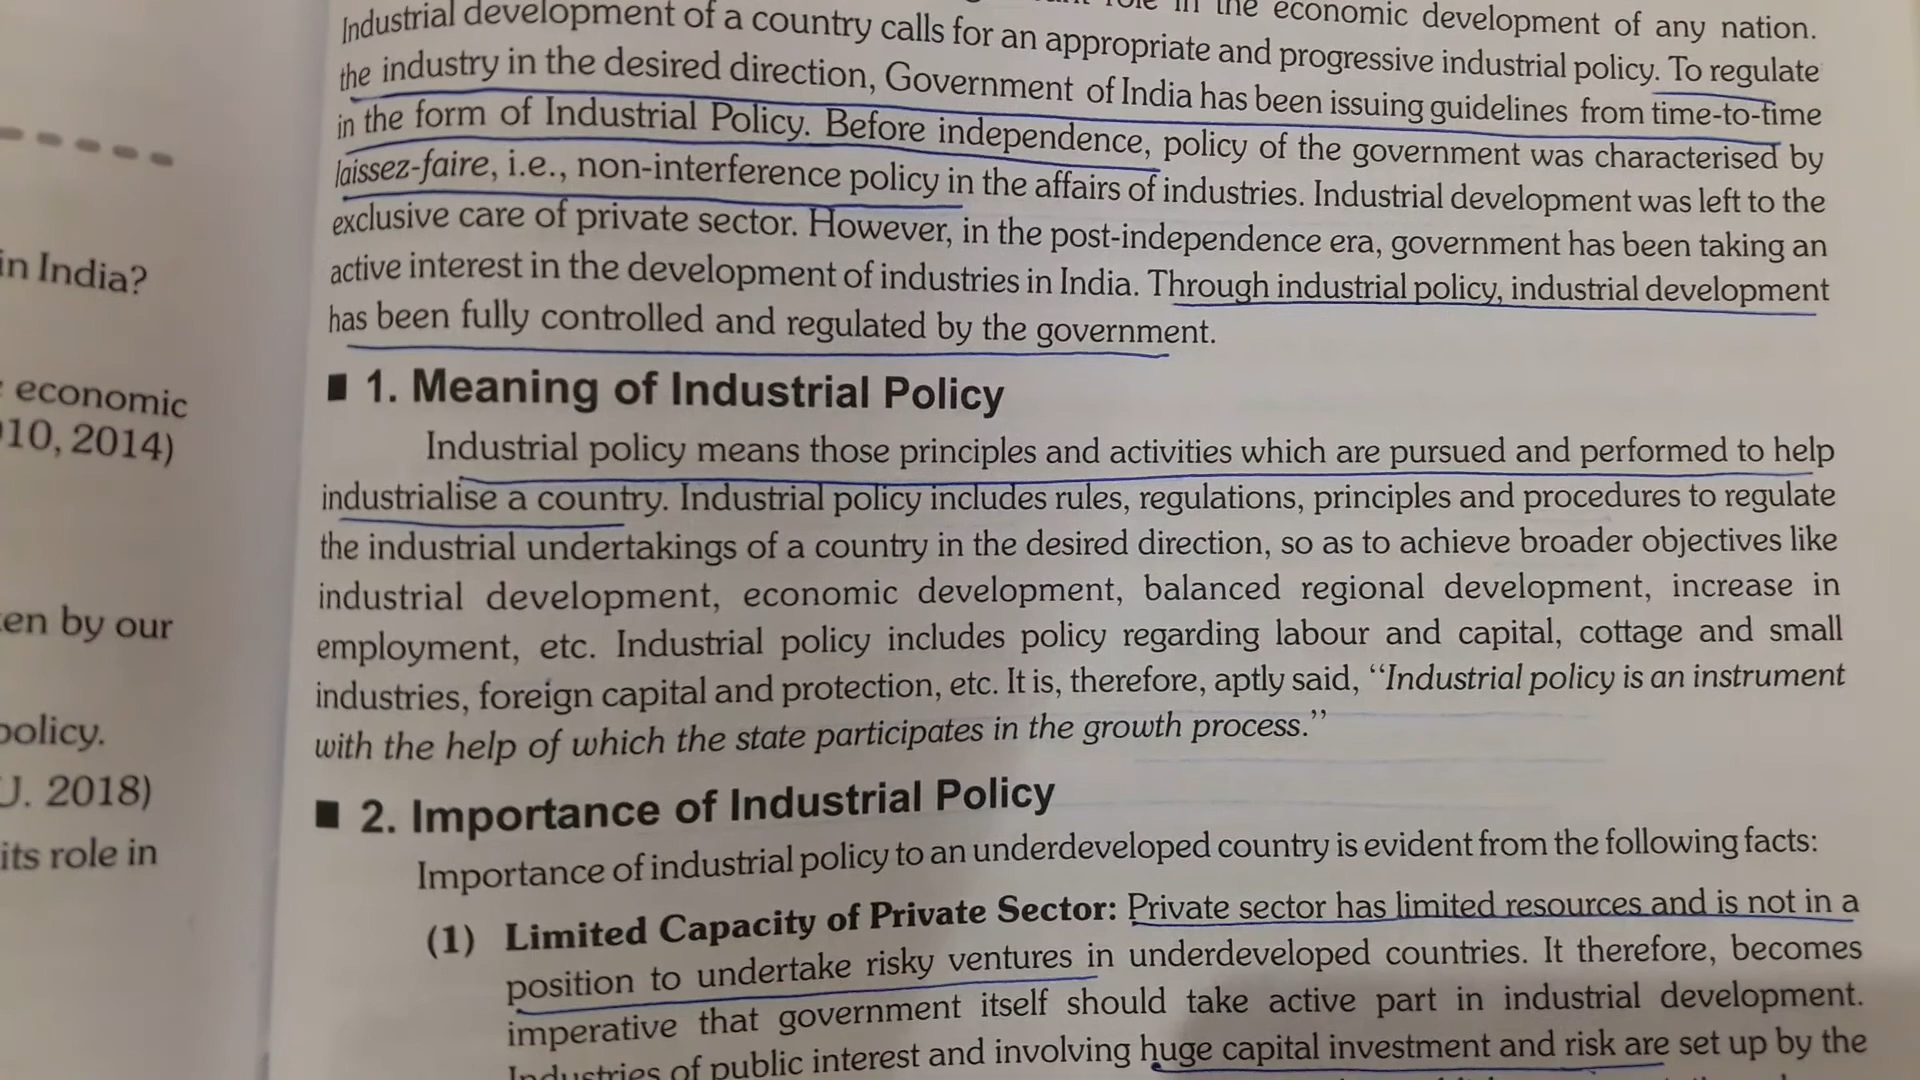 in India?
economic
10, 2014)
en by our
policy.
J. 2018)
its role in
role in the economic development of any nation.
Industrial development of a country calls for an appropriate and progressive industrial policy. To regulate
the industry in the desired direction, Government of India has been issuing guidelines from time-to-time
in the form of Industrial Policy. Before independence, policy of the government was characterised by
laissez-faire, i.e., non-interference policy in the affairs of industries. Industrial development was left to the
exclusive care of private sector. However, in the post-independence era, government has been taking an
active interest in the development of industries in India. Through industrial policy, industrial development
has been fully controlled and regulated by the government.
1. Meaning of Industrial Policy
Industrial policy means those principles and activities which are pursued and performed to help
industrialise a country. Industrial policy includes rules, regulations, principles and procedures to regulate
the industrial undertakings of a country in the desired direction, so as to achieve broader objectives like
industrial development, economic development, balanced regional development, increase in
employment, etc. Industrial policy includes policy regarding labour and capital, cottage and small
industries, foreign capital and protection, etc. It is, therefore, aptly said, “Industrial policy is an instrument
with the help of which the state participates in the growth process.”
2. Importance of Industrial Policy
Importance of industrial policy to an underdeveloped country is evident from the following facts:
(1) Limited Capacity of Private Sector: Private sector has limited resources and is not in a
position to undertake risky ventures in underdeveloped countries. It therefore, becomes
imperative that government itself should take active part in industrial development.
Industries of public interest and involving huge capital investment and risk are set up by the